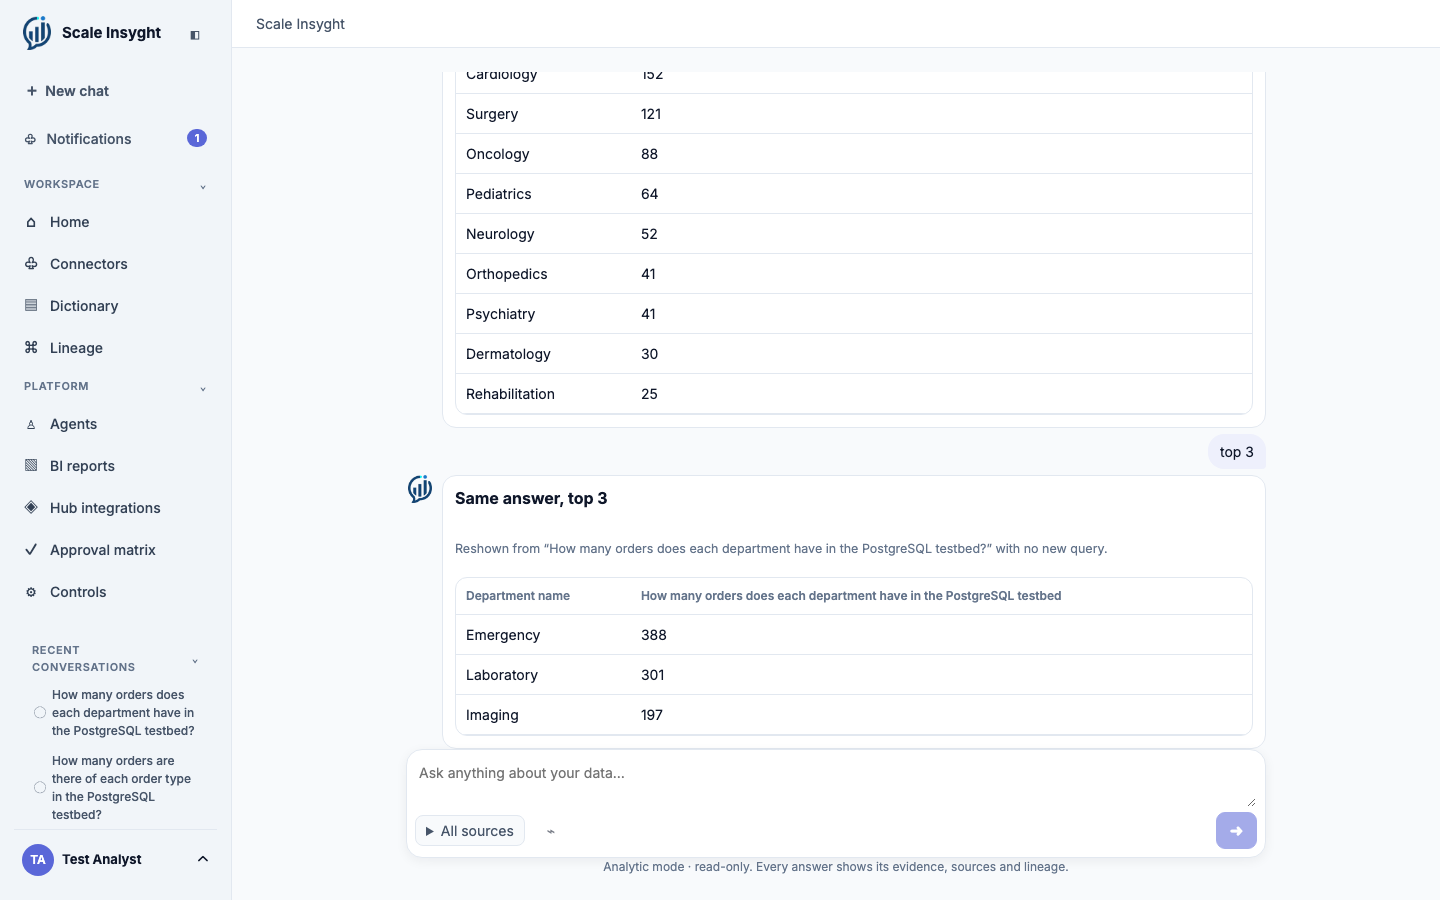 Scale Insyght
New chat
Notifications 1
WORKSPACE
Home
Connectors
Dictionary
Lineage
PLATFORM
Agents
BI reports
Hub integrations
Approval matrix
Controls
RECENT
CONVERSATIONS
How many orders does
each department have in
the PostgreSQL testbed?
How many orders are
there of each order type
in the PostgreSQL
testbed?
TA Test Analyst
Scale Insyght
Cardiology 152
Surgery 121
Oncology 88
Pediatrics 64
Neurology 52
Orthopedics 41
Psychiatry 41
Dermatology 30
Rehabilitation 25
top 3
Same answer, top 3
Reshown from “How many orders does each department have in the PostgreSQL testbed?” with no new query.
Department name How many orders does each department have in the PostgreSQL testbed
Emergency 388
Laboratory 301
Imaging 197
Ask anything about your data...
All sources
Analytic mode · read-only. Every answer shows its evidence, sources and lineage.